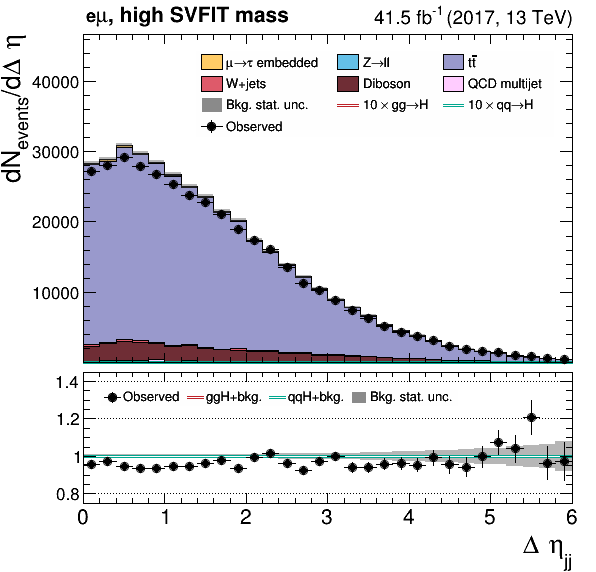 eμ, high SVFIT mass 41.5 fb⁻¹ (2017, 13 TeV)
dN_events/dΔ η
μ→τ embedded Z→ll tt̄
W+jets Diboson QCD multijet
Bkg. stat. unc. 10 × gg→H 10 × qq→H
Observed
40000
30000
20000
10000
Observed ggH+bkg. qqH+bkg. Bkg. stat. unc.
1.4
1.2
1
0.8
0 1 2 3 4 5 6
Δ η_jj